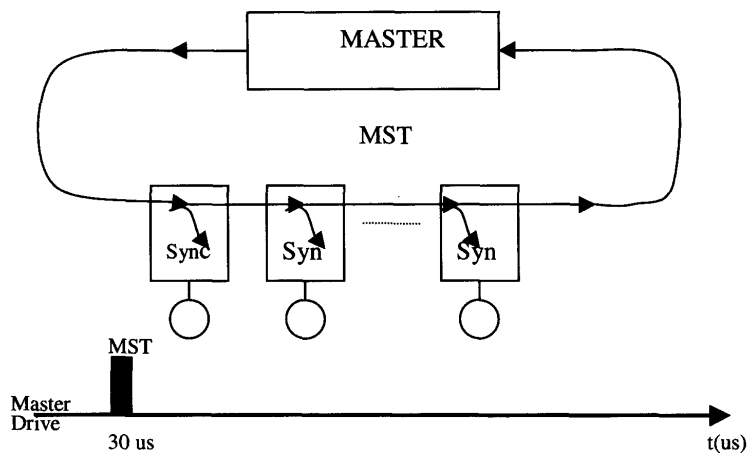 MASTER
MST
Sync
Syn
Syn
MST
Master
Drive
30 us
t(us)